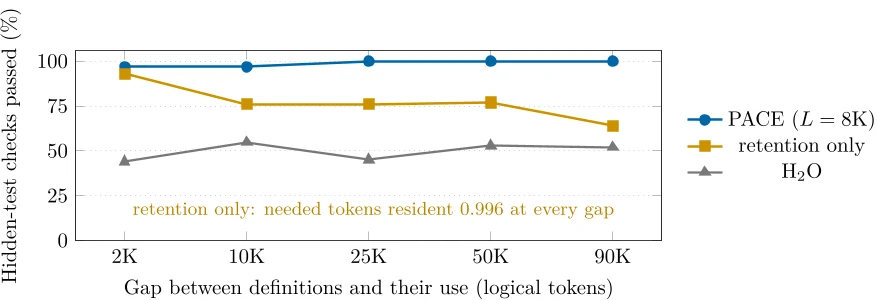 Hidden-test checks passed (%)
100
75
50
25
0
retention only: needed tokens resident 0.996 at every gap
2K
10K
25K
50K
90K
Gap between definitions and their use (logical tokens)
PACE (L = 8K)
retention only
H₂O